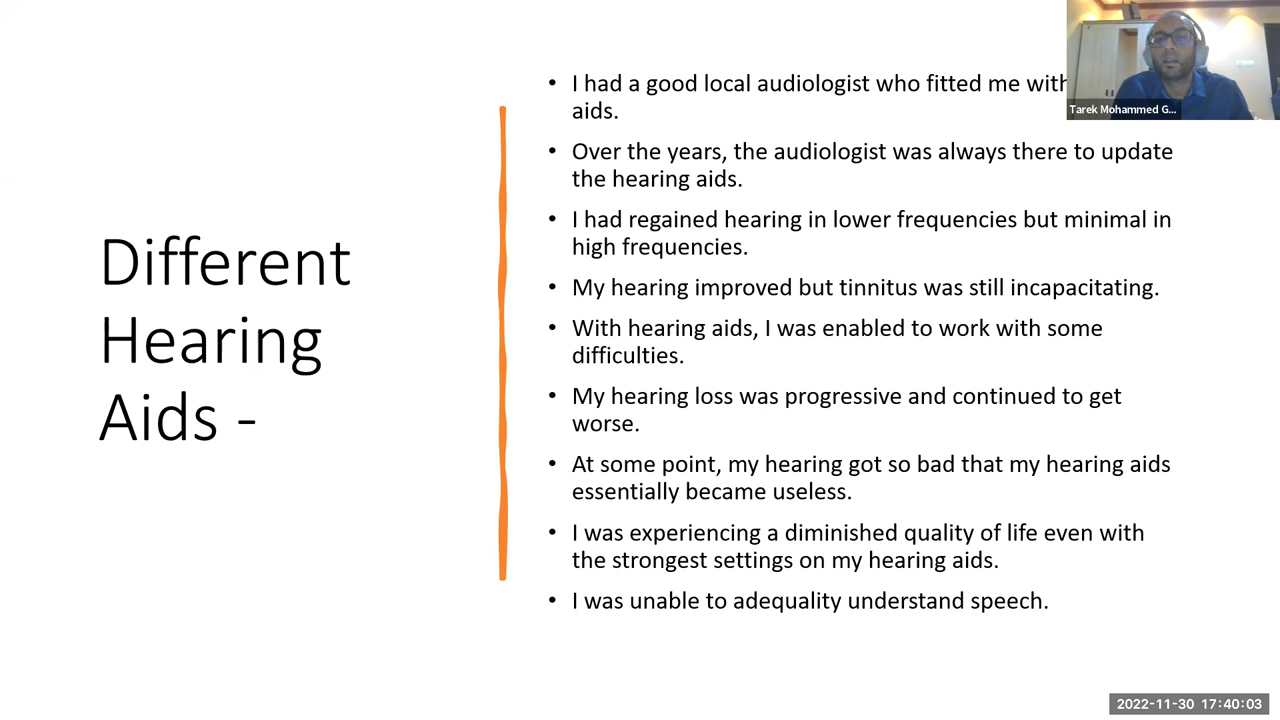 Different
Hearing
Aids -
• I had a good local audiologist who fitted me with
aids.
• Over the years, the audiologist was always there to update
the hearing aids.
• I had regained hearing in lower frequencies but minimal in
high frequencies.
• My hearing improved but tinnitus was still incapacitating.
• With hearing aids, I was enabled to work with some
difficulties.
• My hearing loss was progressive and continued to get
worse.
• At some point, my hearing got so bad that my hearing aids
essentially became useless.
• I was experiencing a diminished quality of life even with
the strongest settings on my hearing aids.
• I was unable to adequality understand speech.
Tarek Mohammed G...
2022-11-30 17:40:03